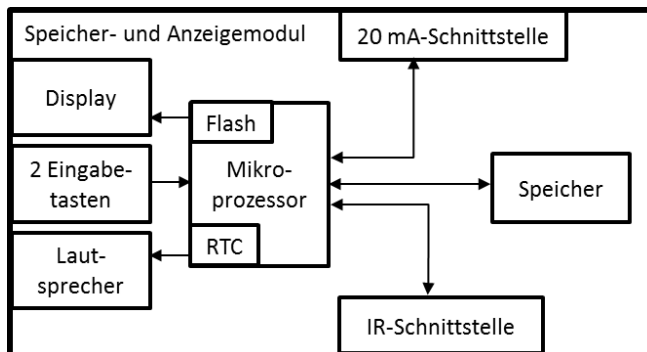 Speicher- und Anzeigemodul
20 mA-Schnittstelle
Display
Flash
2 Eingabe-
tasten
Mikro-
prozessor
Speicher
Laut-
sprecher
RTC
IR-Schnittstelle